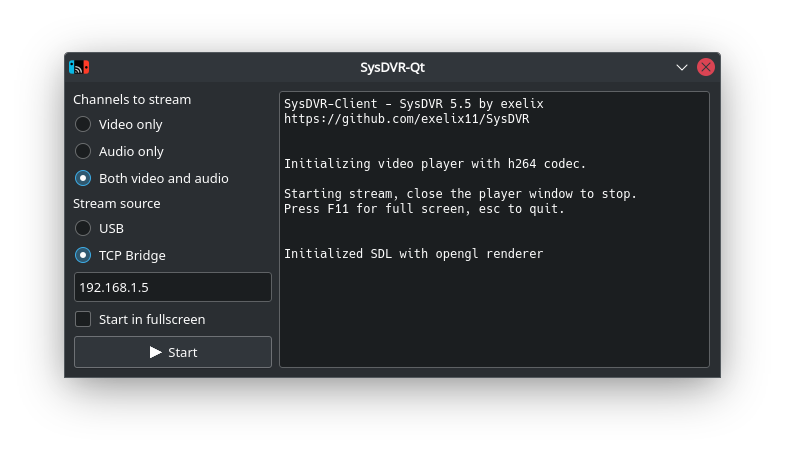 SysDVR-Qt
Channels to stream
Video only
Audio only
Both video and audio
Stream source
USB
TCP Bridge
192.168.1.5
Start in fullscreen
Start
SysDVR-Client - SysDVR 5.5 by exelix
https://github.com/exelix11/SysDVR
Initializing video player with h264 codec.
Starting stream, close the player window to stop.
Press F11 for full screen, esc to quit.
Initialized SDL with opengl renderer